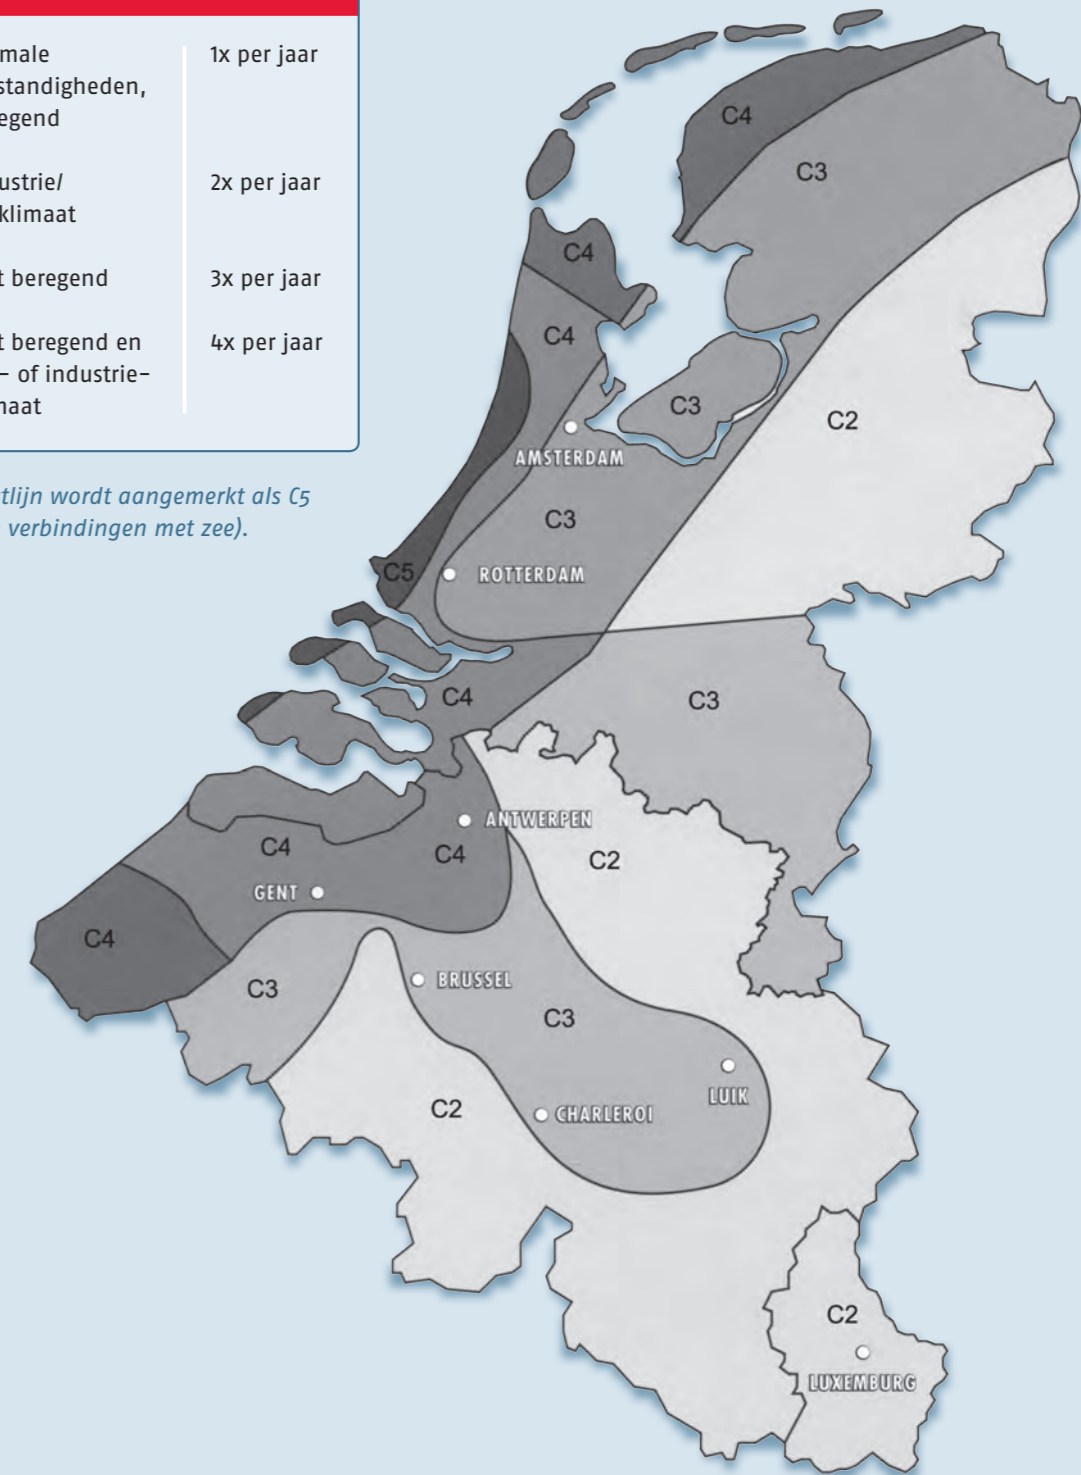 male
standigheden,
egend
1x per jaar
ustrie/
klimaat
2x per jaar
t beregend
3x per jaar
t beregend en
– of industrie–
naat
4x per jaar
tlijn wordt aangemerkt als C5
verbindingen met zee).
C4
C3
C4
C4
C3
C2
AMSTERDAM
C3
C5
ROTTERDAM
C4
C3
ANTWERPEN
C4
C4
C2
GENT
C4
BRUSSEL
C3
C3
LUIK
C2
CHARLEROI
C2
LUXEMBURG